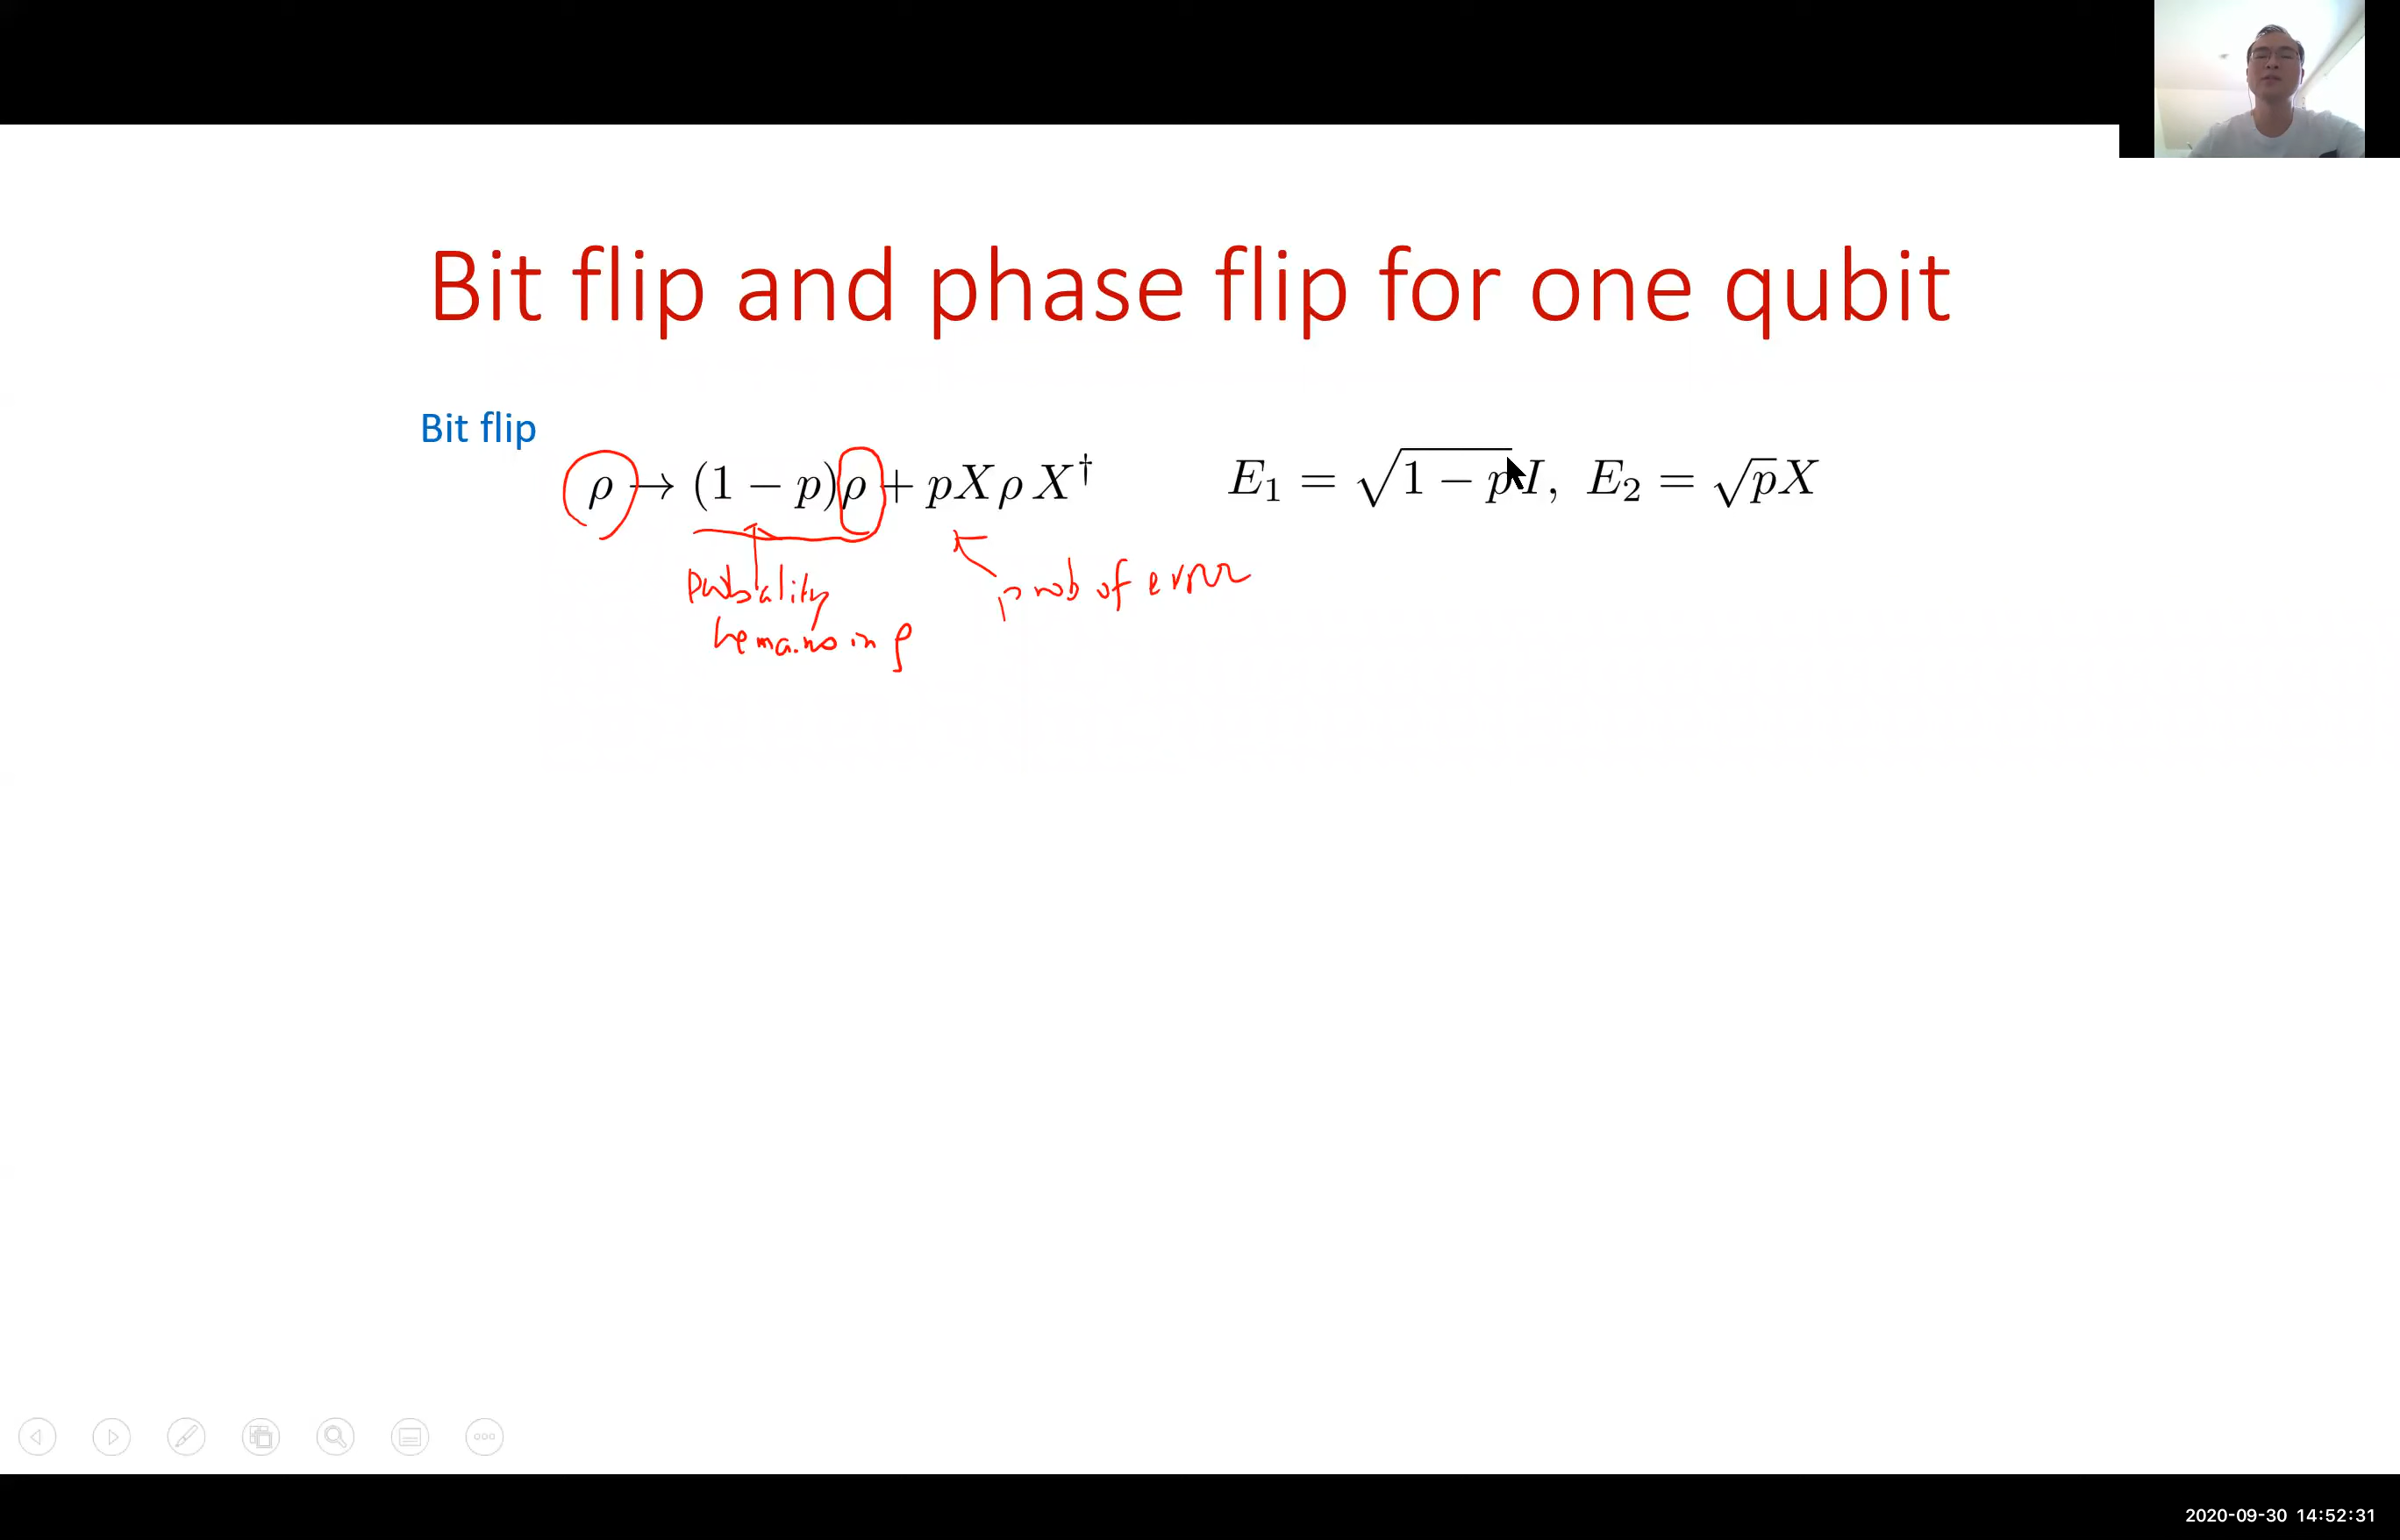 Bit flip and phase flip for one qubit
Bit flip
ρ → (1 − p)ρ + pXρX† E₁ = √(1 − p)I, E₂ = √pX
prob of error
Probability
remains in ρ
2020-09-30 14:52:31